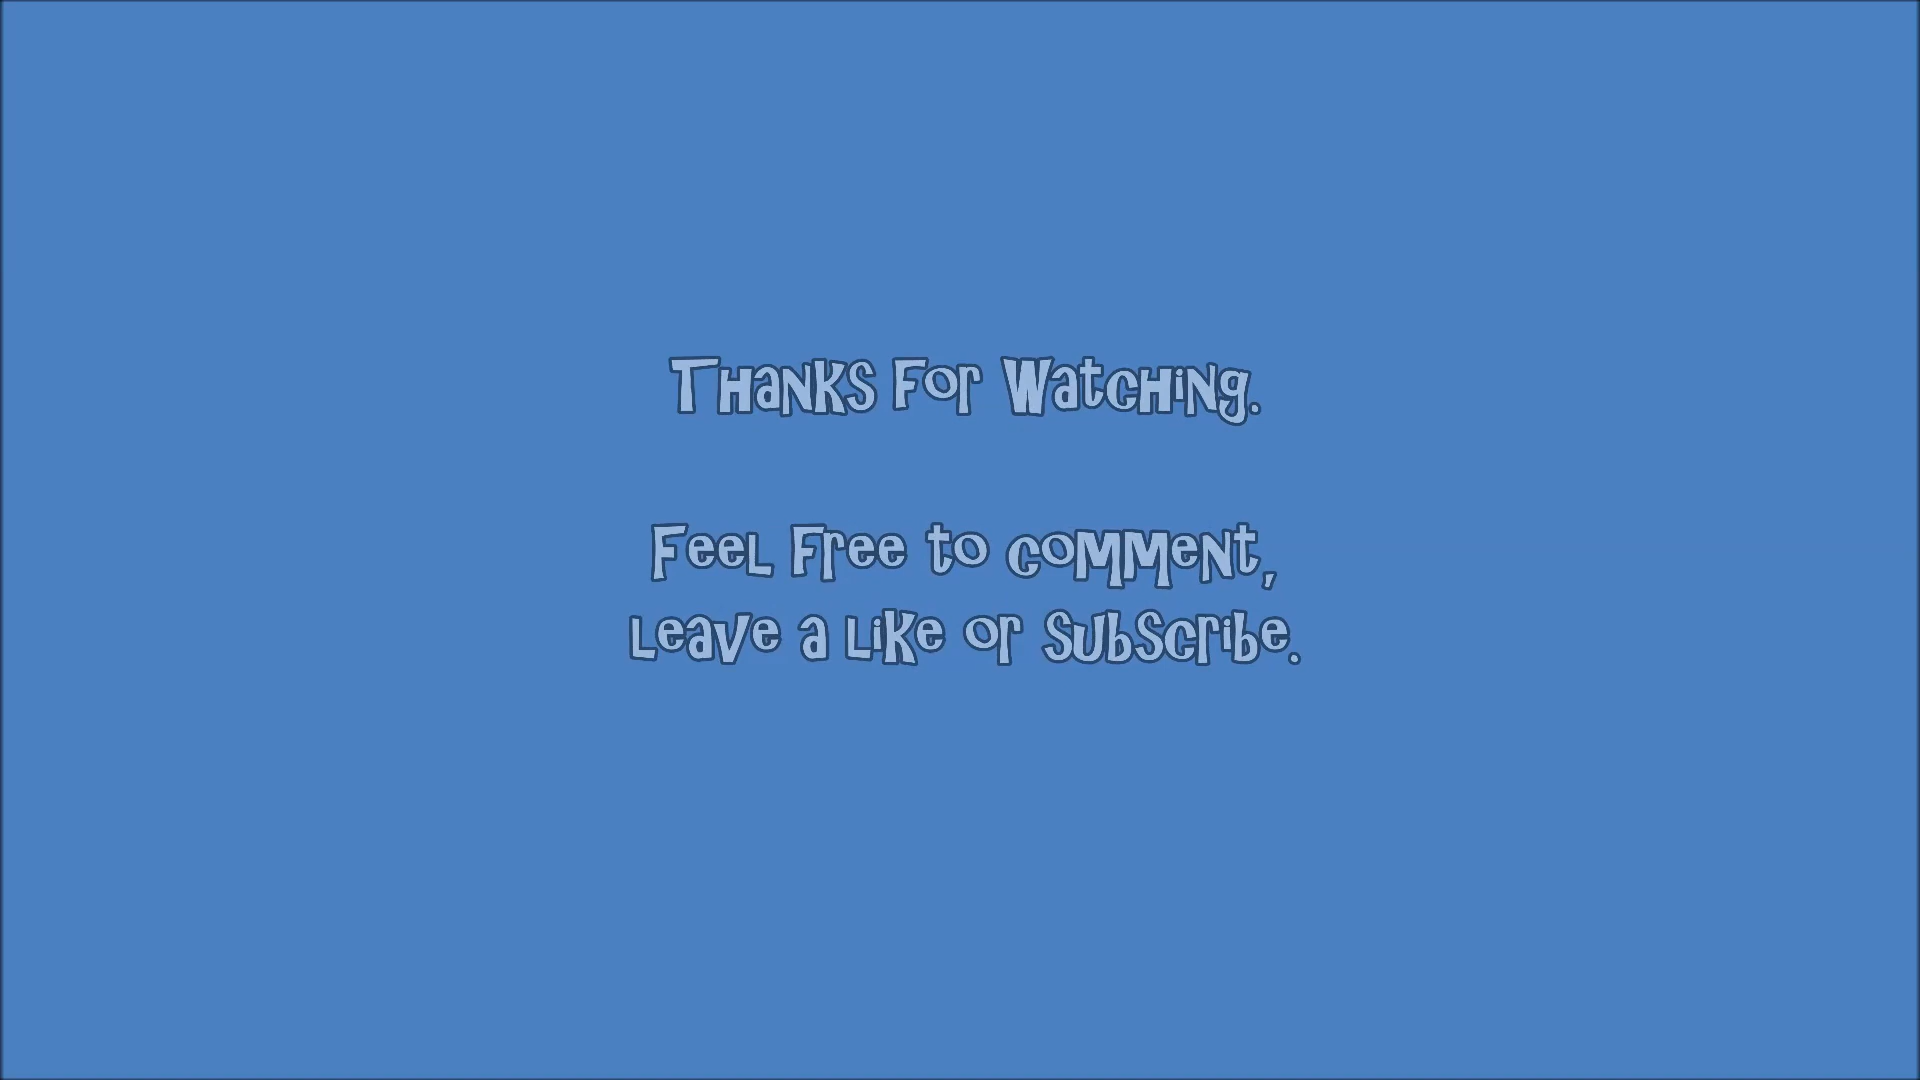 Thanks For Watching.
Feel Free to comment,
leave a like or Subscribe.